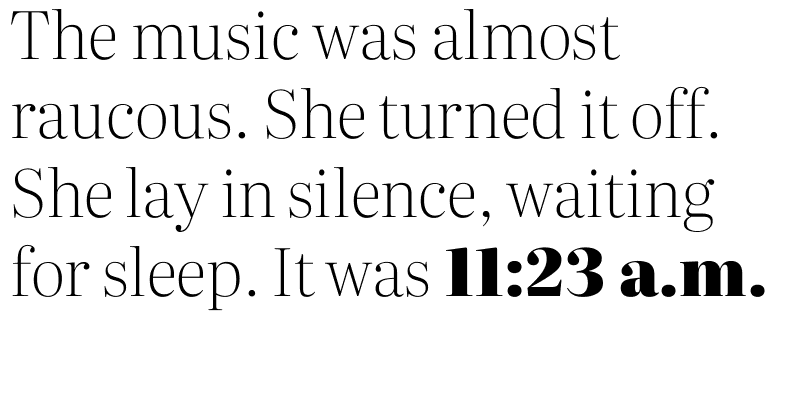 The music was almost
raucous. She turned it off.
She lay in silence, waiting
for sleep. It was 11:23 a.m.